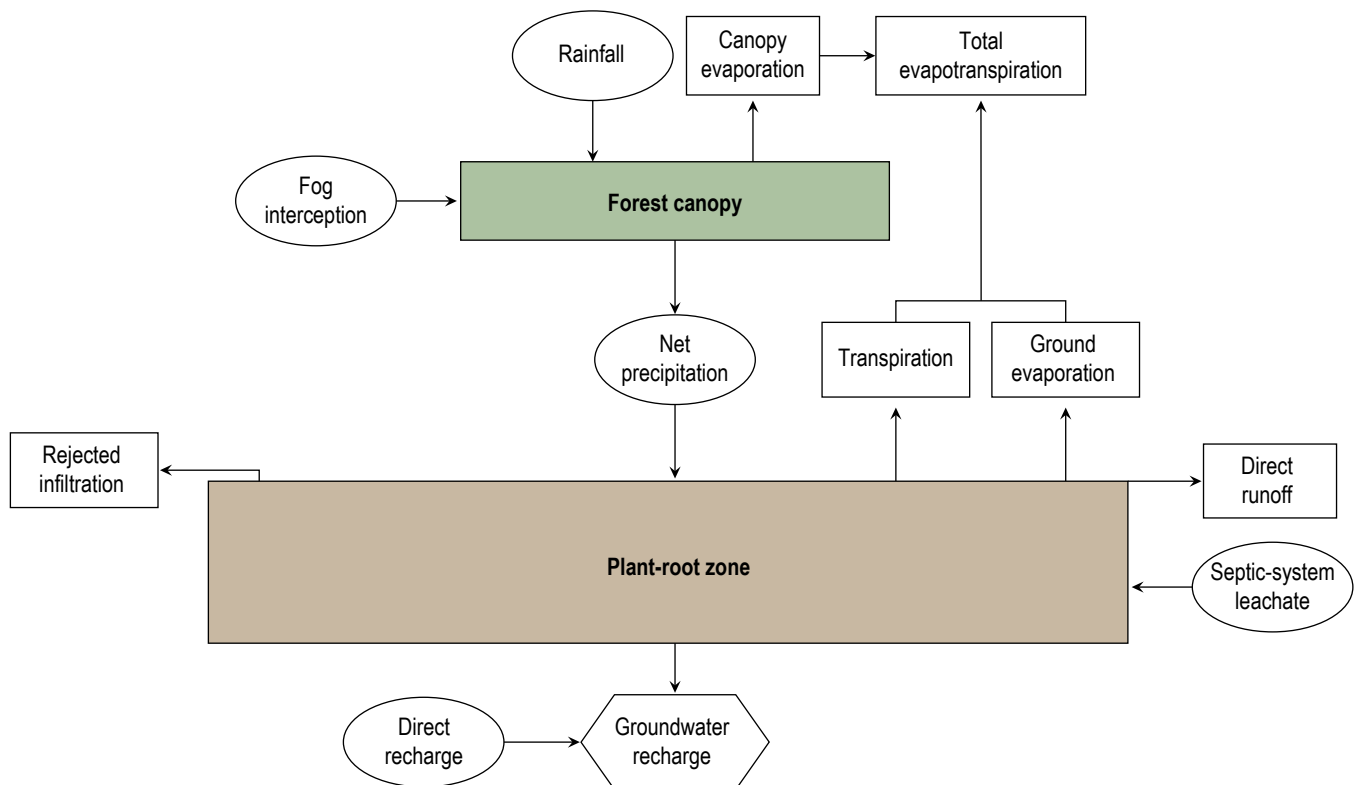 Rainfall
Canopy
evaporation
Total
evapotranspiration
Fog
interception
Forest canopy
Net
precipitation
Transpiration
Ground
evaporation
Rejected
infiltration
Direct
runoff
Plant-root zone
Septic-system
leachate
Direct
recharge
Groundwater
recharge